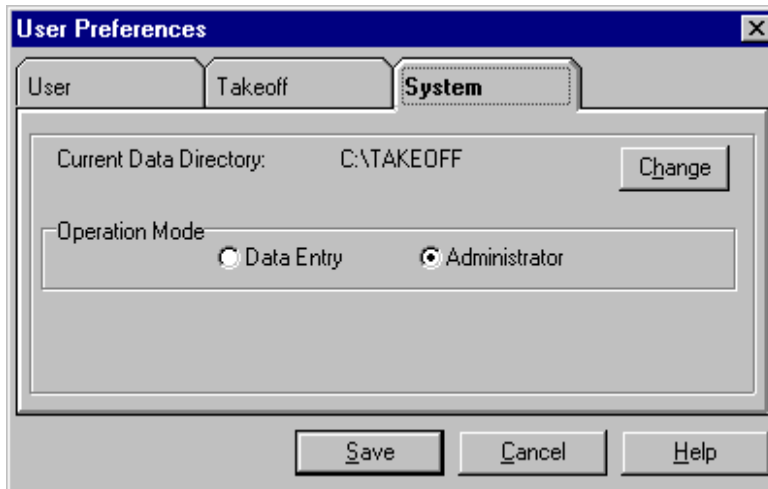 User Preferences
User Takeoff System
Current Data Directory: C:\TAKEOFF Change
Operation Mode
Data Entry Administrator
Save Cancel Help